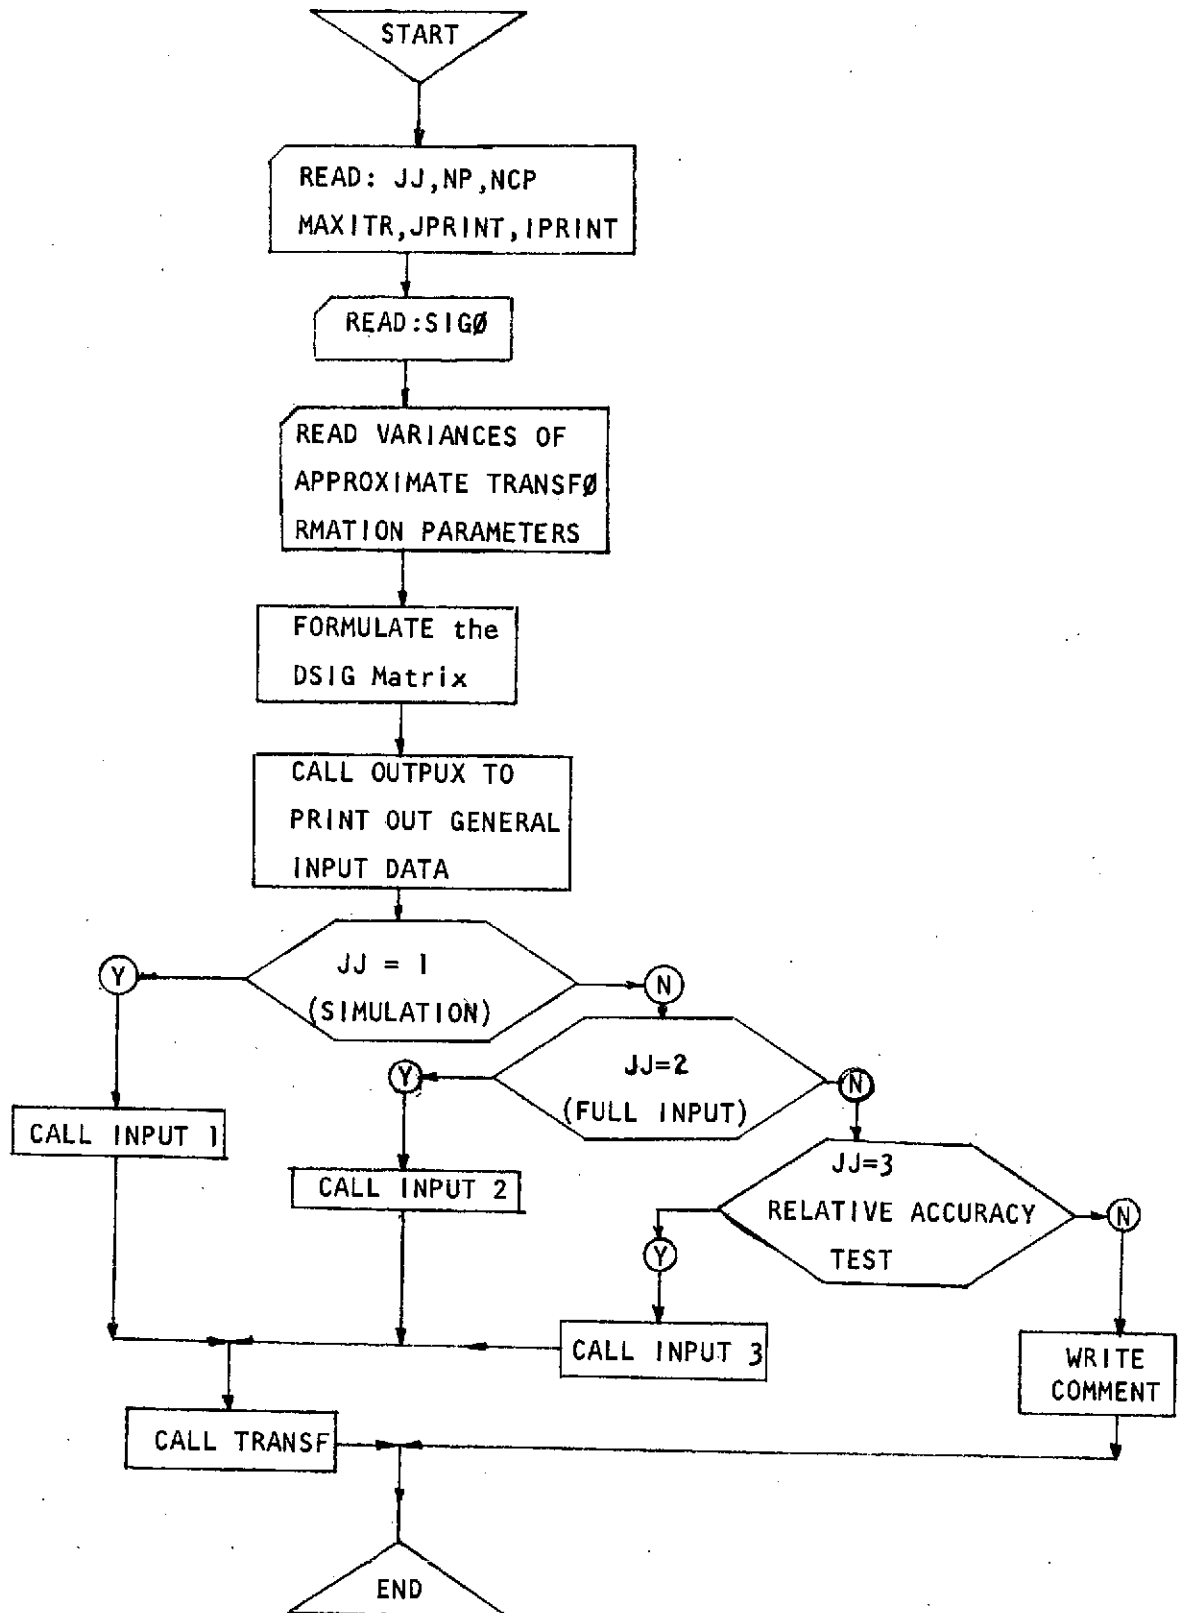 START
READ: JJ,NP,NCP
MAXITR,JPRINT,IPRINT
READ:SIGØ
READ VARIANCES OF
APPROXIMATE TRANSFØ
RMATION PARAMETERS
FORMULATE the
DSIG Matrix
CALL OUTPUX TO
PRINT OUT GENERAL
INPUT DATA
JJ = 1
(SIMULATION)
Y
N
JJ=2
(FULL INPUT)
Y
N
CALL INPUT 1
CALL INPUT 2
JJ=3
RELATIVE ACCURACY
TEST
Y
N
CALL INPUT 3
WRITE
COMMENT
CALL TRANSF
END